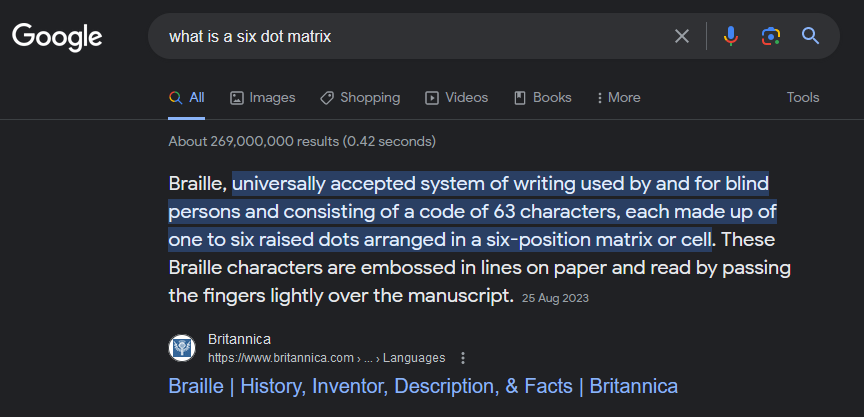 Google
what is a six dot matrix
All Images Shopping Videos Books More Tools
About 269,000,000 results (0.42 seconds)
Braille, universally accepted system of writing used by and for blind
persons and consisting of a code of 63 characters, each made up of
one to six raised dots arranged in a six-position matrix or cell. These
Braille characters are embossed in lines on paper and read by passing
the fingers lightly over the manuscript. 25 Aug 2023
Britannica
https://www.britannica.com › ... › Languages
Braille | History, Inventor, Description, & Facts | Britannica